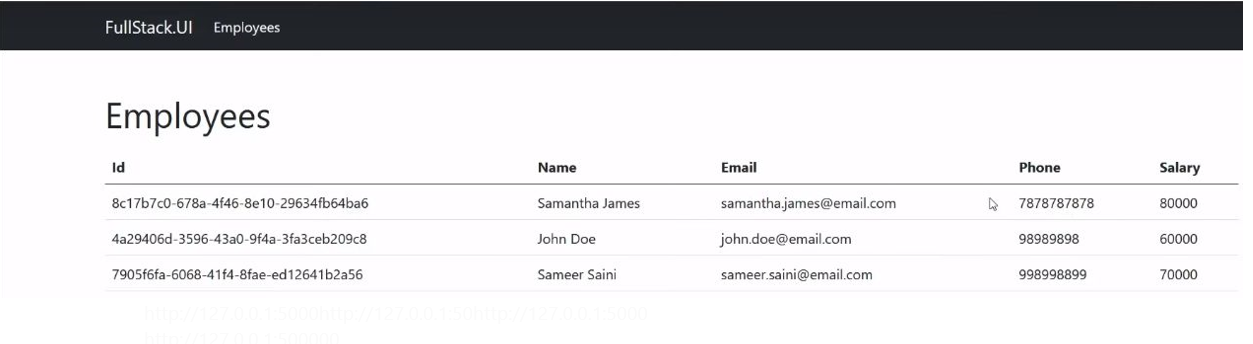 FullStack.UI Employees
Employees
Id Name Email Phone Salary
8c17b7c0-678a-4f46-8e10-29634fb64ba6 Samantha James samantha.james@email.com 7878787878 80000
4a29406d-3596-43a0-9f4a-3fa3ceb209c8 John Doe john.doe@email.com 98989898 60000
7905f6fa-6068-41f4-8fae-ed12641b2a56 Sameer Saini sameer.saini@email.com 998998899 70000
http://127.0.0.1:5000http://127.0.0.1:50http://127.0.0.1:5000
http://127.0.0.1:500000